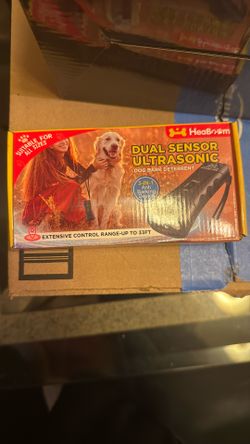 SUITABLE FOR
ALL SIZES
HeaBoom
DUAL SENSOR
ULTRASONIC
DOG BARK DETERRENT
EXTENSIVE CONTROL RANGE-UP TO 33FT